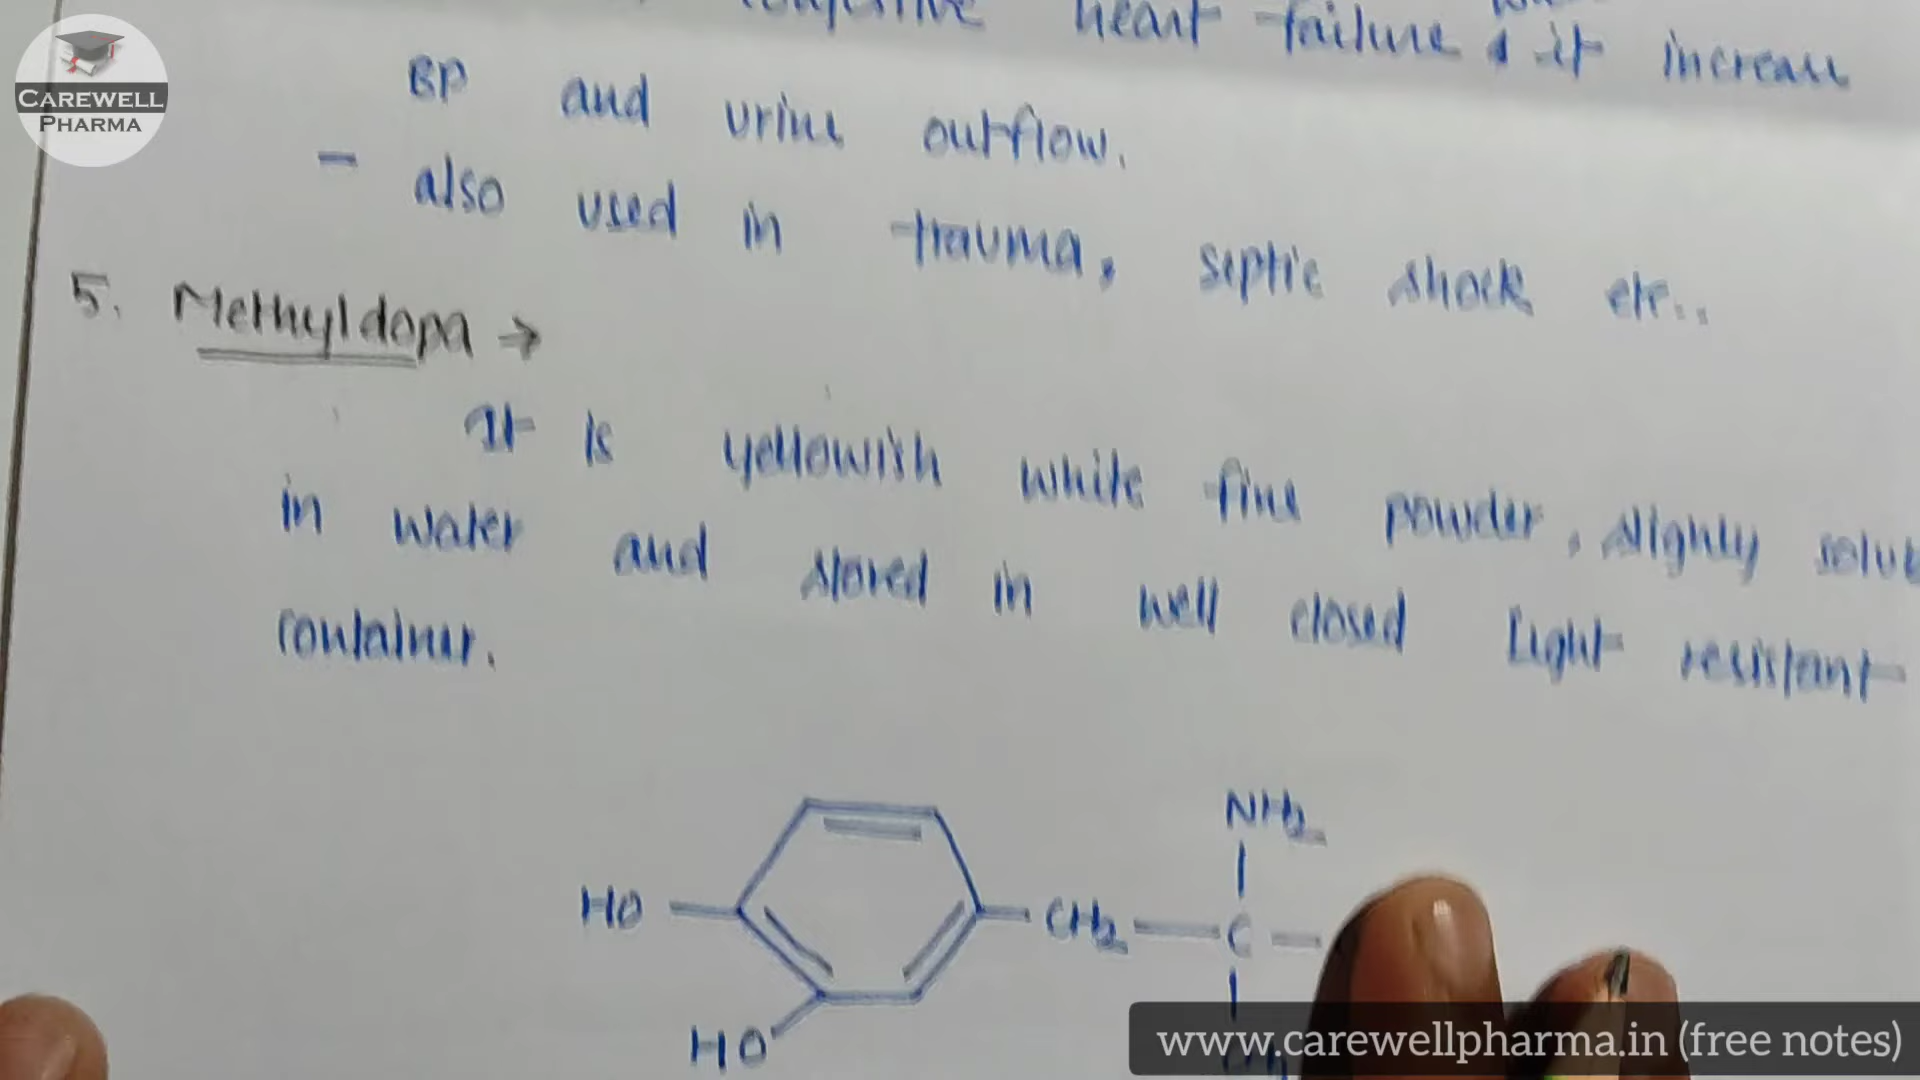 CAREWELL
PHARMA
heart failure & it increase
BP and urine outflow.
- also used in trauma, septic shock etc..
5. Methyldopa →
It is yellowish white fine powder, slighly
in water and stored in well closed light resistant
container.
NH2
HO CH2 C
HO
www.carewellpharma.in (free notes)